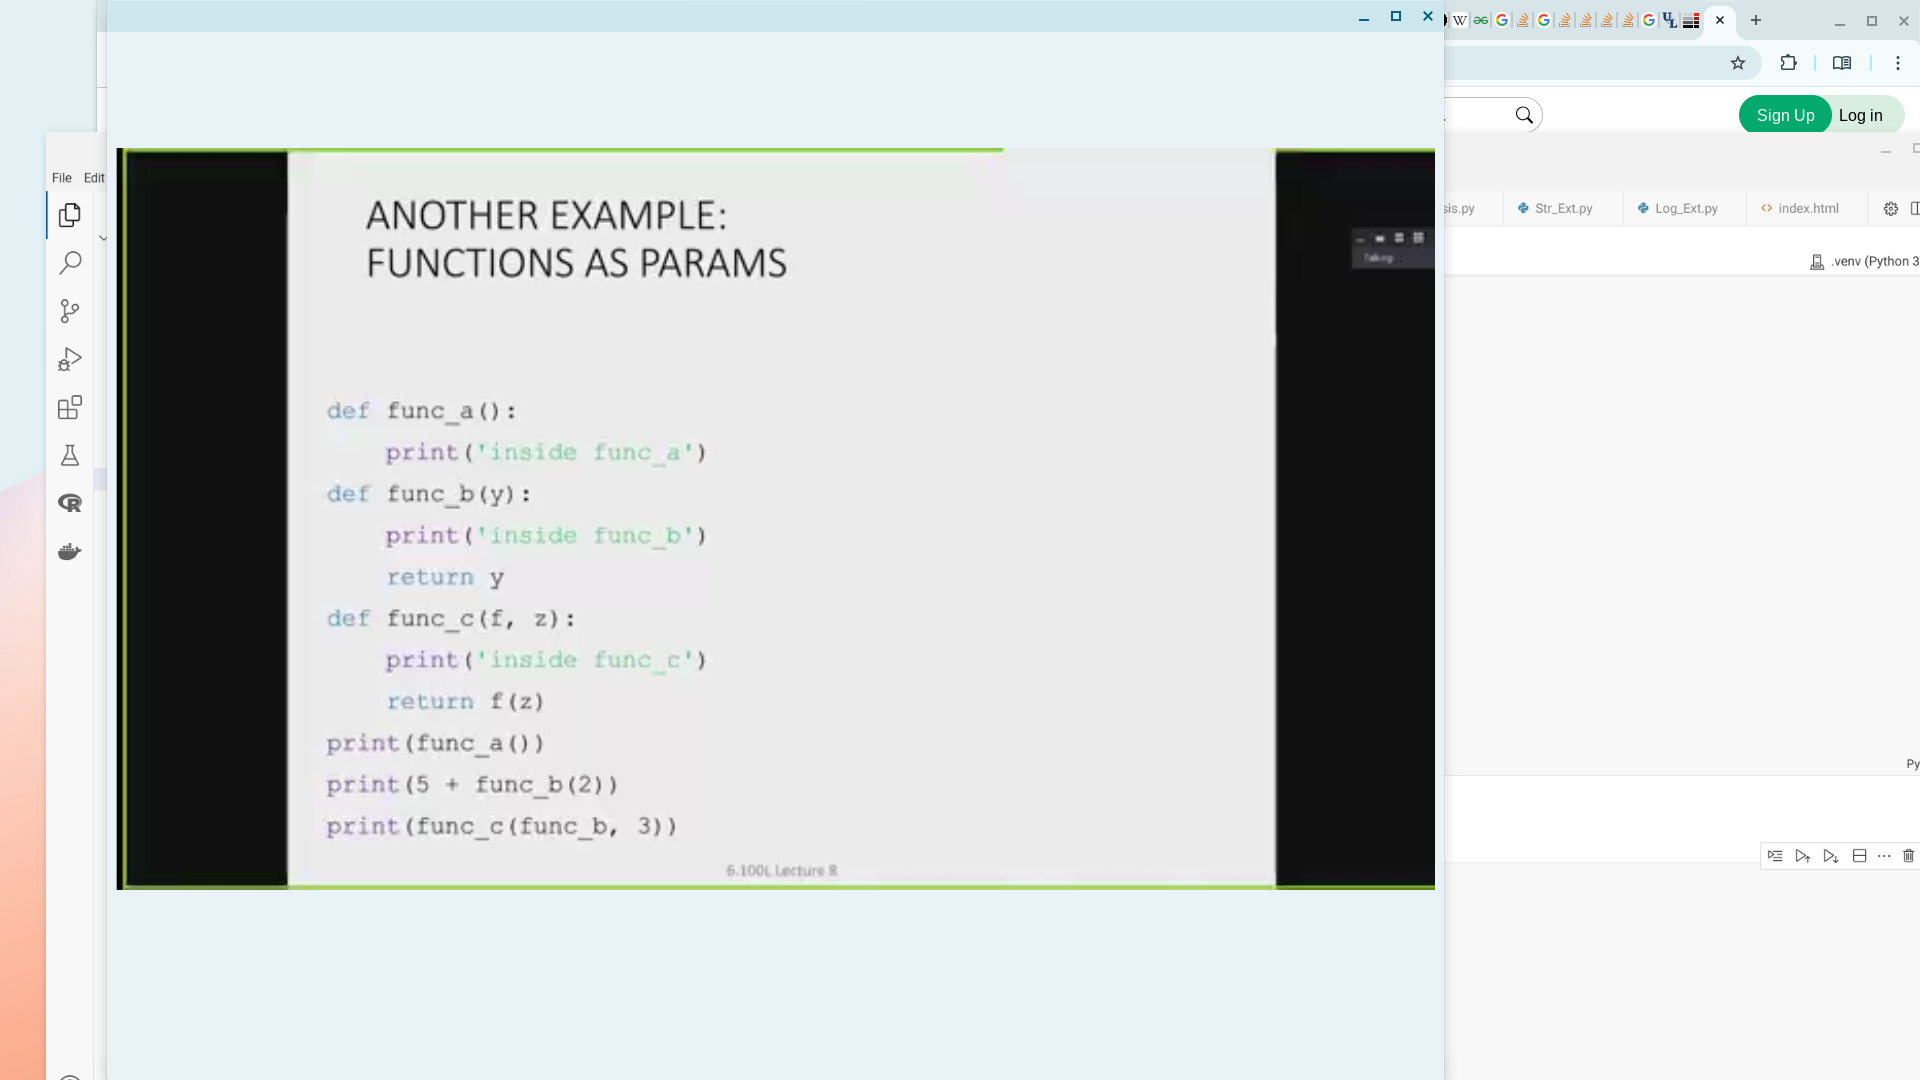 Sign Up
Log in
File Edit
sis.py
Str_Ext.py
Log_Ext.py
index.html
.venv (Python 3
ANOTHER EXAMPLE:
FUNCTIONS AS PARAMS
Talking:
def func_a():
    print('inside func_a')
def func_b(y):
    print('inside func_b')
    return y
def func_c(f, z):
    print('inside func_c')
    return f(z)
print(func_a())
print(5 + func_b(2))
print(func_c(func_b, 3))
6.100L Lecture 8
Py